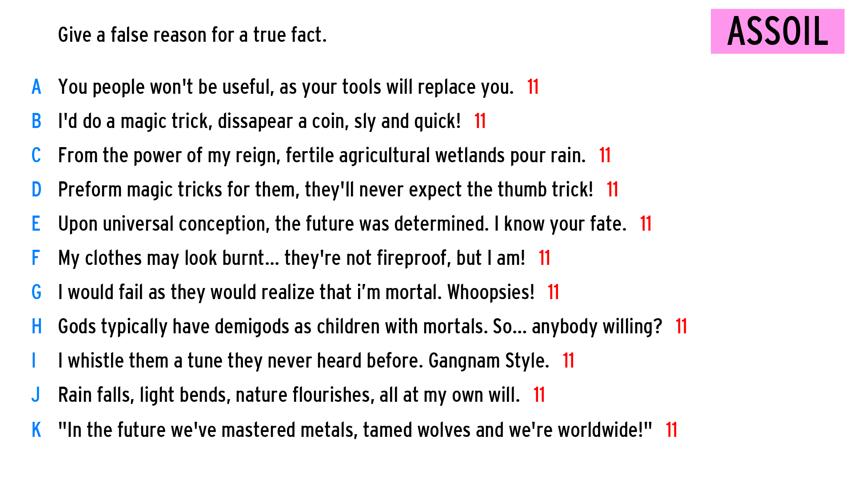 Give a false reason for a true fact.
ASSOIL
A You people won't be useful, as your tools will replace you. 11
B I'd do a magic trick, dissapear a coin, sly and quick! 11
C From the power of my reign, fertile agricultural wetlands pour rain. 11
D Preform magic tricks for them, they'll never expect the thumb trick! 11
E Upon universal conception, the future was determined. I know your fate. 11
F My clothes may look burnt... they're not fireproof, but I am! 11
G I would fail as they would realize that i’m mortal. Whoopsies! 11
H Gods typically have demigods as children with mortals. So... anybody willing? 11
I I whistle them a tune they never heard before. Gangnam Style. 11
J Rain falls, light bends, nature flourishes, all at my own will. 11
K "In the future we've mastered metals, tamed wolves and we're worldwide!" 11